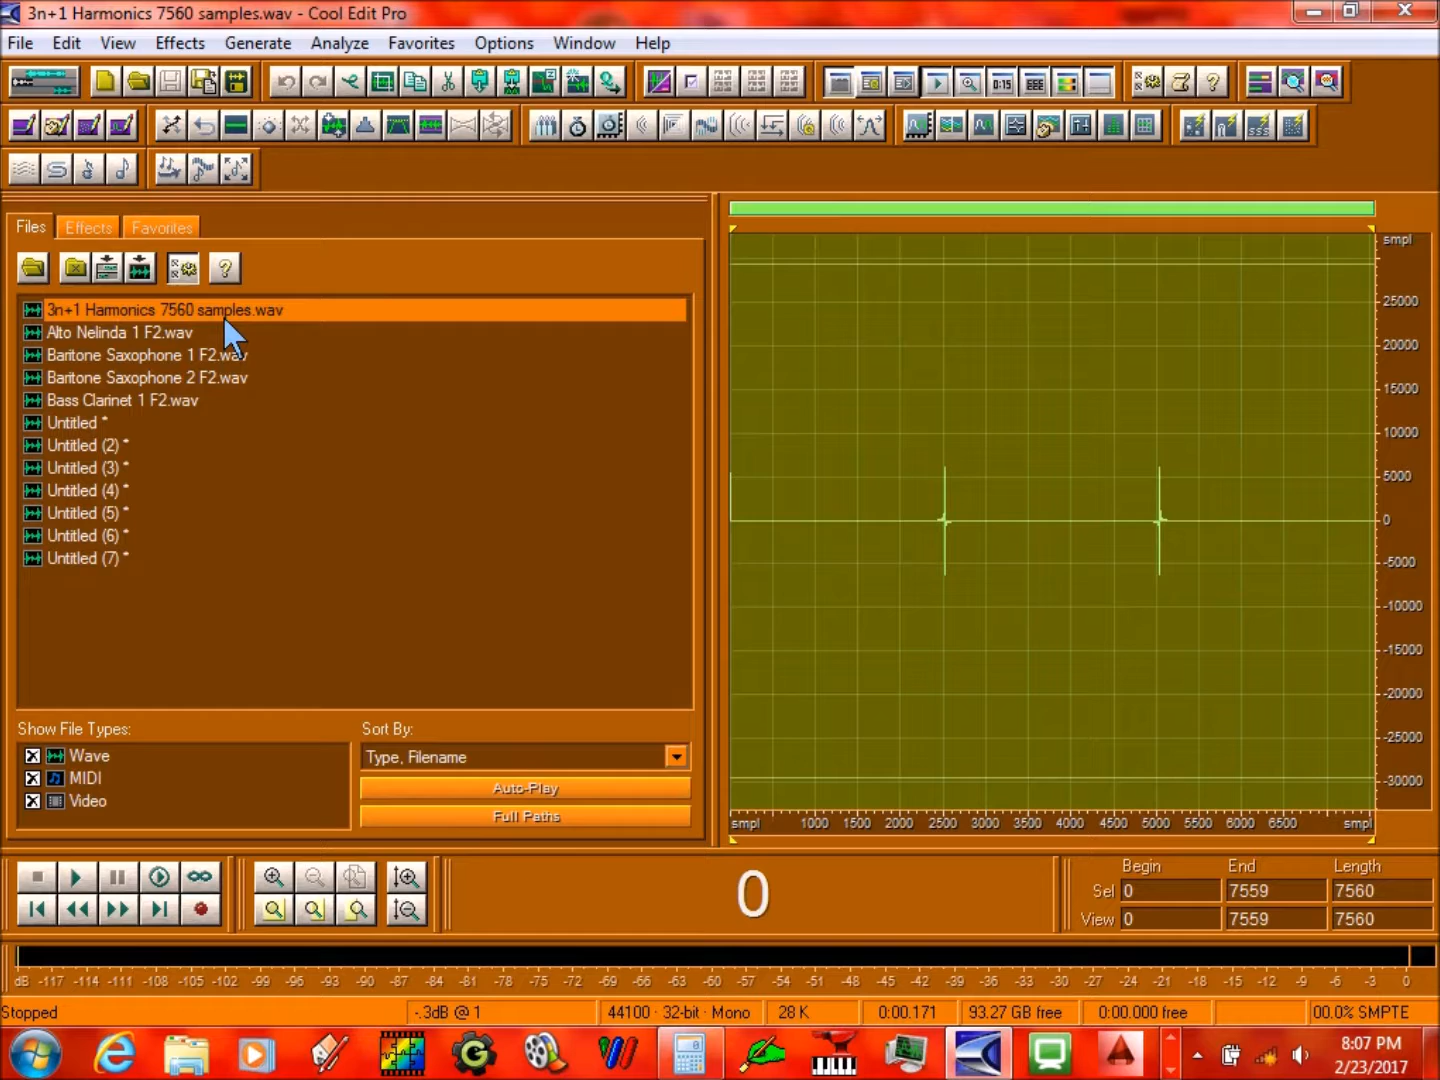 3n+1 Harmonics 7560 samples.wav - Cool Edit Pro
File Edit View Effects Generate Analyze Favorites Options Window Help
Files Effects Favorites
3n+1 Harmonics 7560 samples.wav
Alto Nelinda 1 F2.wav
Baritone Saxophone 1 F2.wav
Baritone Saxophone 2 F2.wav
Bass Clarinet 1 F2.wav
Untitled *
Untitled (2) *
Untitled (3) *
Untitled (4) *
Untitled (5) *
Untitled (6) *
Untitled (7) *
Show File Types:
Wave
MIDI
Video
Sort By:
Type, Filename
Auto-Play
Full Paths
smpl
25000
20000
15000
10000
5000
0
-5000
-10000
-15000
-20000
-25000
-30000
smpl 1000 1500 2000 2500 3000 3500 4000 4500 5000 5500 6000 6500 smpl
0
Begin End Length
Sel 0 7559 7560
View 0 7559 7560
dB -117 -114 -111 -108 -105 -102 -99 -96 -93 -90 -87 -84 -81 -78 -75 -72 -69 -66 -63 -60 -57 -54 -51 -48 -45 -42 -39 -36 -33 -30 -27 -24 -21 -18 -15 -12 -9 -6 -3 0
Stopped -.3dB @ 1 44100 · 32-bit · Mono 28 K 0:00.171 93.27 GB free 0:00.000 free 00.0% SMPTE
8:07 PM
2/23/2017